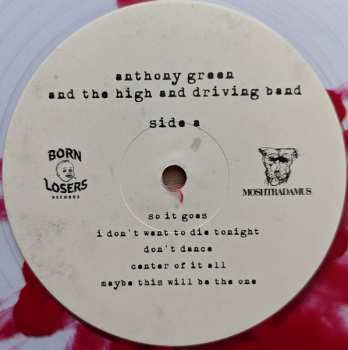 anthony green
and the high and driving band
side a
BORN
LOSERS
RECORDS
MOSHTRADAMUS
so it goes
i don't want to die tonight
don't dance
center of it all
maybe this will be the one